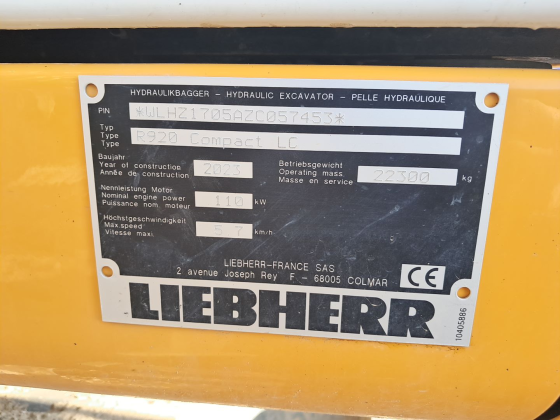 HYDRAULIKBAGGER - HYDRAULIC EXCAVATOR - PELLE HYDRAULIQUE
PIN *WLHZ1705AZC057453*
Typ
Type R920 Compact LC
Type
Baujahr
Year of construction 2023
Année de construction
Betriebsgewicht
Operating mass 22300 kg
Masse en service
Nennleistung Motor
Nominal engine power 110 kW
Puissance nom. moteur
Höchstgeschwindigkeit
Max.speed 5.7 km/h
Vitesse maxi.
LIEBHERR-FRANCE SAS
2 avenue Joseph Rey F - 68005 COLMAR
CE
LIEBHERR
10405886